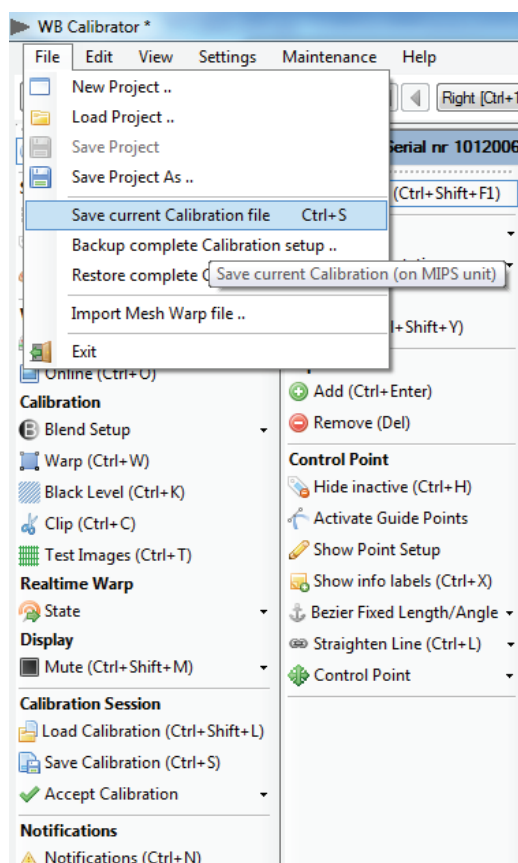 WB Calibrator *
File Edit View Settings Maintenance Help
New Project ..
Load Project ..
Right [Ctrl+1
Save Project
Serial nr 1012006
Save Project As ..
(Ctrl+Shift+F1)
Save current Calibration file Ctrl+S
Backup complete Calibration setup ..
Restore complete C
Save current Calibration (on MIPS unit)
Import Mesh Warp file ..
l+Shift+Y)
Exit
Online (Ctrl+O)
Calibration
Blend Setup
Warp (Ctrl+W)
Black Level (Ctrl+K)
Clip (Ctrl+C)
Test Images (Ctrl+T)
Realtime Warp
State
Display
Mute (Ctrl+Shift+M)
Calibration Session
Load Calibration (Ctrl+Shift+L)
Save Calibration (Ctrl+S)
Accept Calibration
Notifications
Notifications (Ctrl+N)
Add (Ctrl+Enter)
Remove (Del)
Control Point
Hide inactive (Ctrl+H)
Activate Guide Points
Show Point Setup
Show info labels (Ctrl+X)
Bezier Fixed Length/Angle
Straighten Line (Ctrl+L)
Control Point